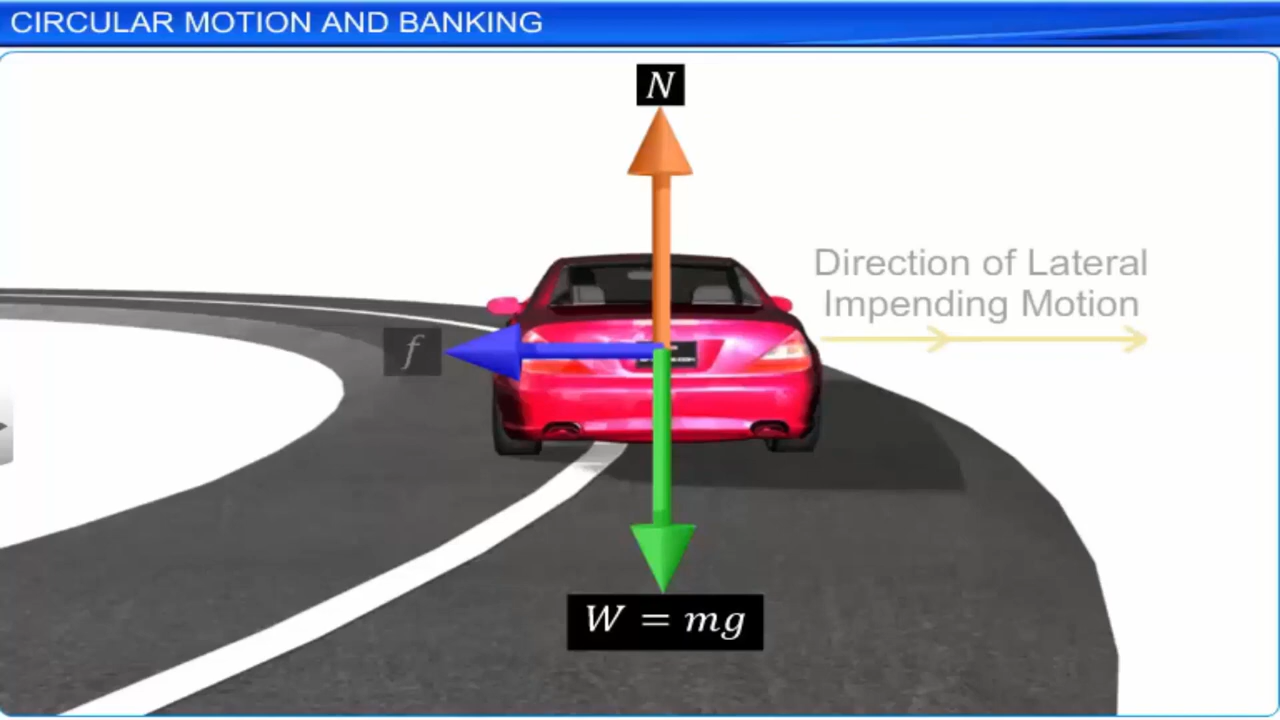 CIRCULAR MOTION AND BANKING
N
Direction of Lateral
Impending Motion
f
W = mg